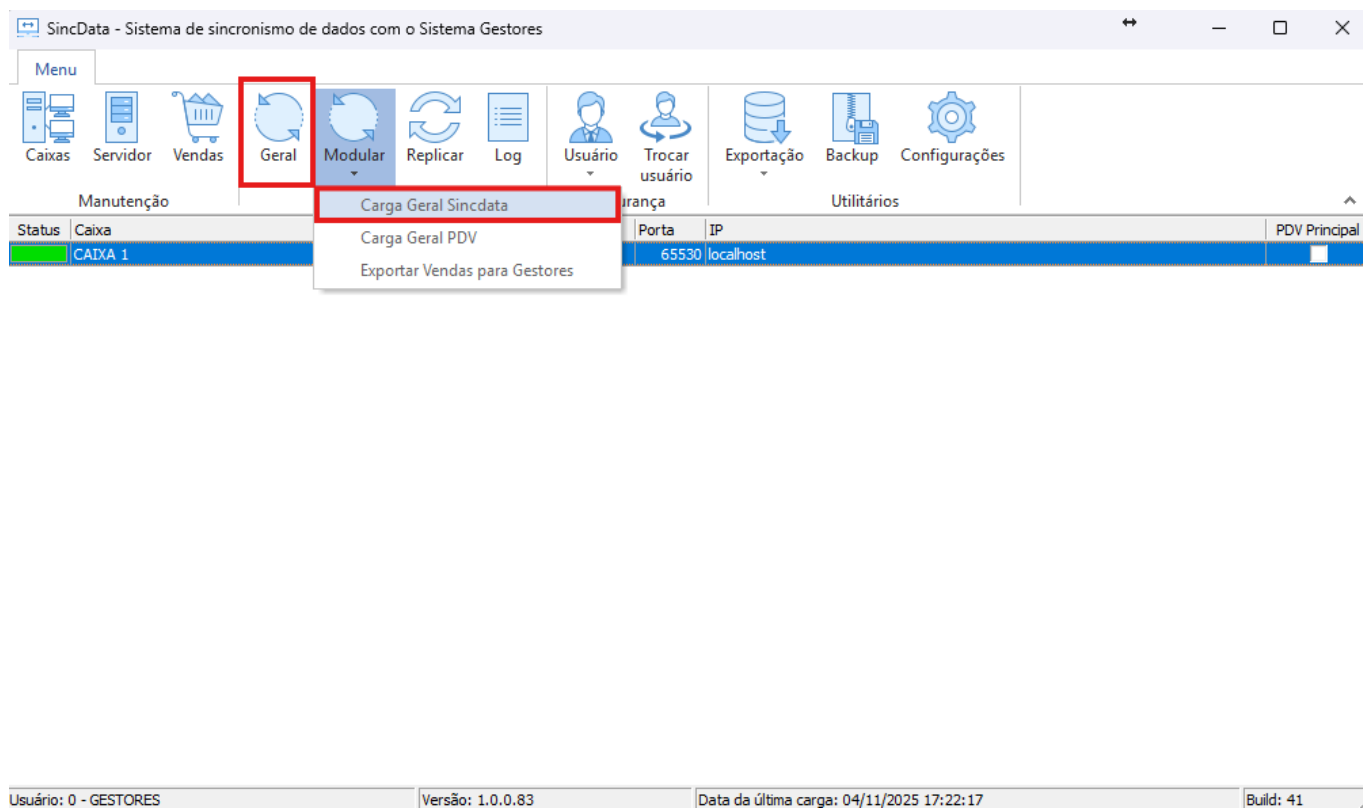 SincData - Sistema de sincronismo de dados com o Sistema Gestores
Menu
Caixas Servidor Vendas Geral Modular Replicar Log Usuário Trocar usuário Exportação Backup Configurações
Manutenção urança Utilitários
Carga Geral Sincdata
Carga Geral PDV
Exportar Vendas para Gestores
Status Caixa Porta IP PDV Principal
CAIXA 1 65530 localhost
Usuário: 0 - GESTORES Versão: 1.0.0.83 Data da última carga: 04/11/2025 17:22:17 Build: 41